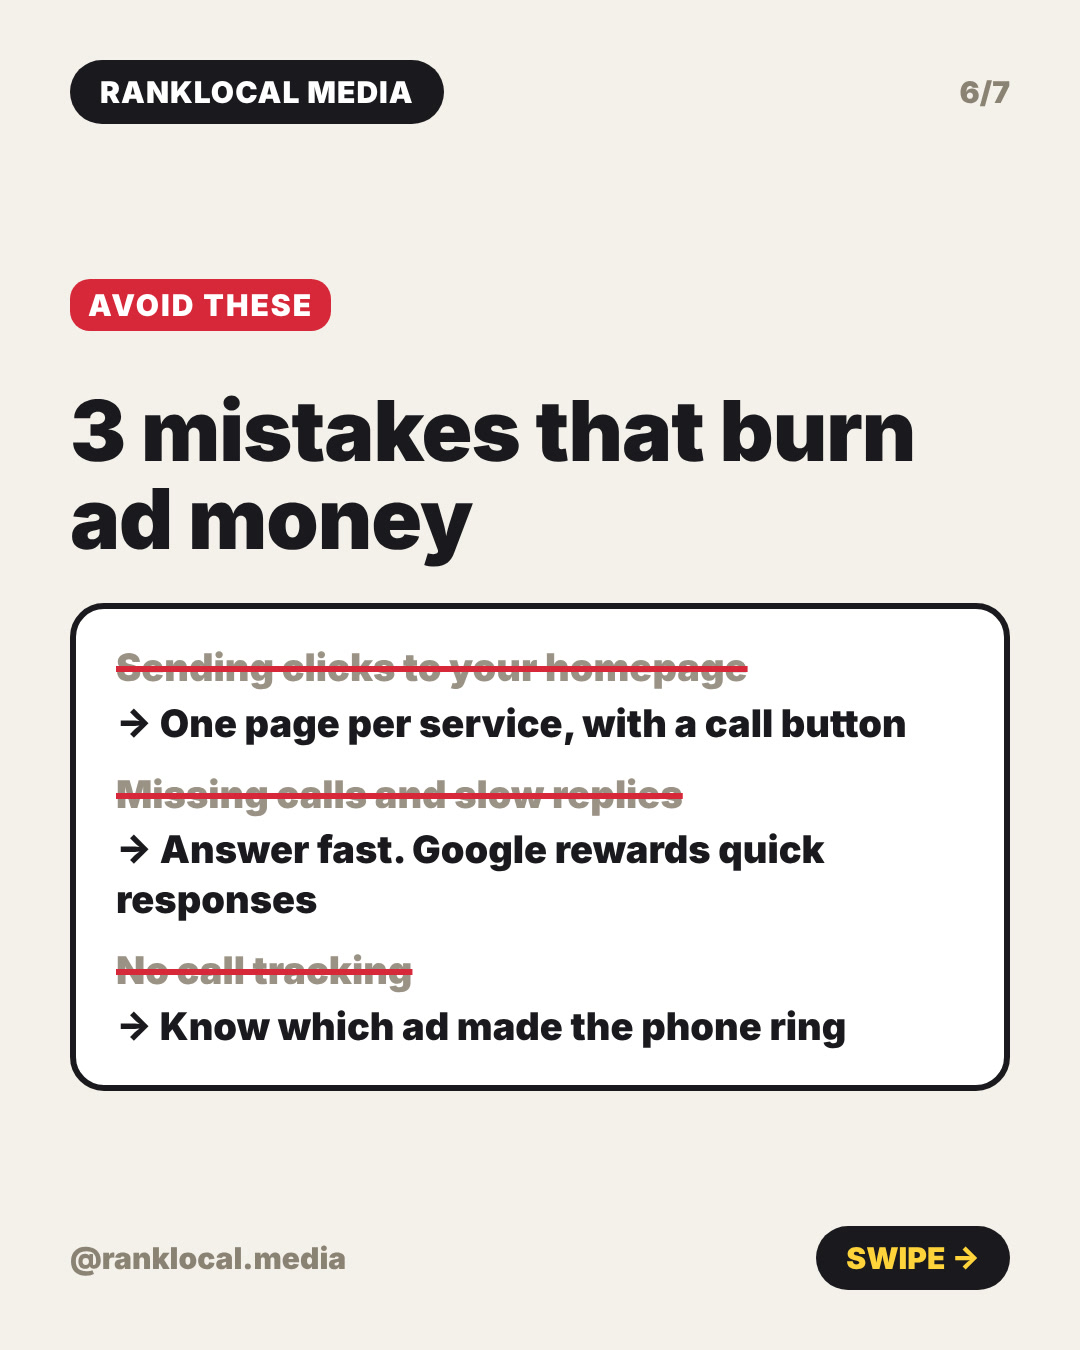 RANKLOCAL MEDIA
6/7
AVOID THESE
3 mistakes that burn
ad money
Sending clicks to your homepage
→ One page per service, with a call button
Missing calls and slow replies
→ Answer fast. Google rewards quick
responses
No call tracking
→ Know which ad made the phone ring
@ranklocal.media
SWIPE →